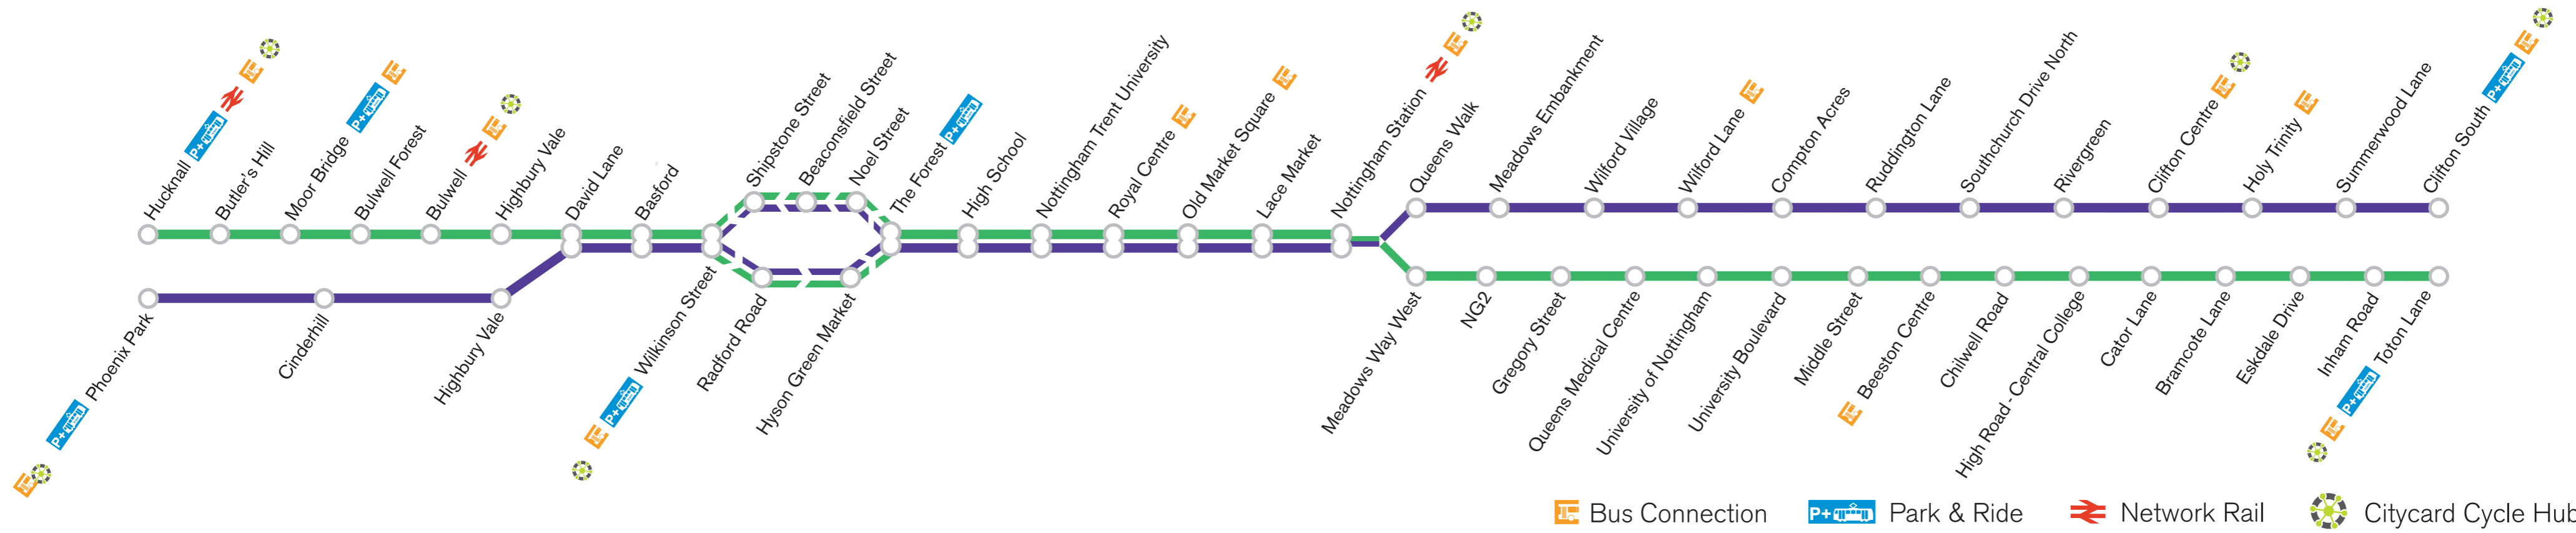 Hucknall P+
Butler's Hill
Moor Bridge P+
Bulwell Forest
Bulwell
Highbury Vale
David Lane
Basford
Shipstone Street
Beaconsfield Street
Noel Street
The Forest P+
High School
Nottingham Trent University
Royal Centre
Old Market Square
Lace Market
Nottingham Station
Queens Walk
Meadows Embankment
Wilford Village
Wilford Lane
Compton Acres
Ruddington Lane
Southchurch Drive North
Rivergreen
Clifton Centre
Holy Trinity
Summerwood Lane
Clifton South P+
P+ Phoenix Park
Cinderhill
Highbury Vale
P+ Wilkinson Street
Radford Road
Hyson Green Market
Meadows Way West
NG2
Gregory Street
Queens Medical Centre
University of Nottingham
University Boulevard
Middle Street
Beeston Centre
Chilwell Road
High Road - Central College
Cator Lane
Bramcote Lane
Eskdale Drive
Inham Road
P+ Toton Lane
Bus Connection
P+ Park & Ride
Network Rail
Citycard Cycle Hub